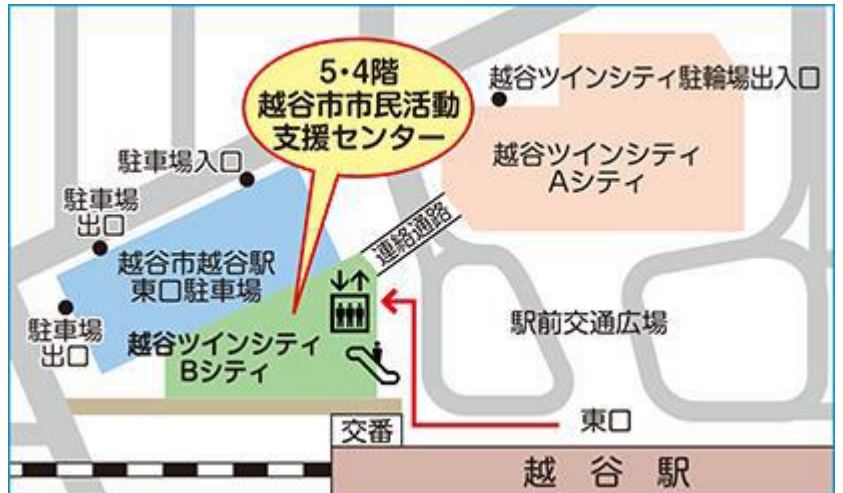 5・4階
越谷市市民活動
支援センター
越谷ツインシティ駐輪場出入口
越谷ツインシティ
Aシティ
駐車場入口
駐車場
出口
連絡通路
越谷市越谷駅
東口駐車場
駐車場
出口
越谷ツインシティ
Bシティ
駅前交通広場
東口
交番
越谷駅